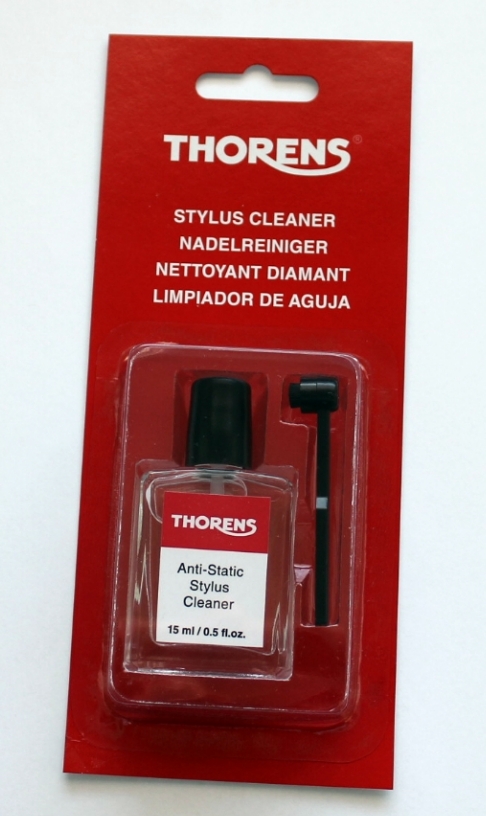 THORENS®
STYLUS CLEANER
NADELREINIGER
NETTOYANT DIAMANT
LIMPIADOR DE AGUJA
THORENS
Anti-Static
Stylus
Cleaner
15 ml / 0.5 fl.oz.